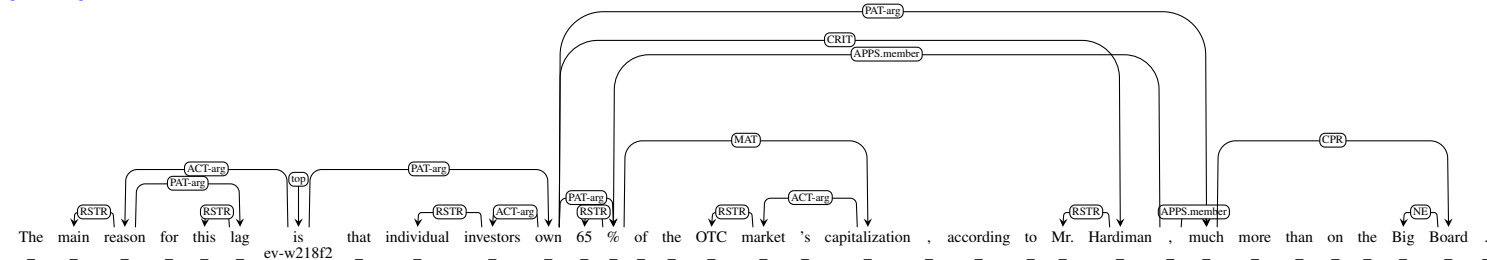 PAT-arg
CRIT
APPS.member
MAT CPR
ACT-arg PAT-arg
top
PAT-arg
PAT-arg ACT-arg
RSTR RSTR RSTR ACT-arg RSTR RSTR RSTR APPS.member NE
The main reason for this lag is that individual investors own 65 % of the OTC market 's capitalization , according to Mr. Hardiman , much more than on the Big Board .
_ _ _ _ _ _ ev-w218f2 _ _ _ _ _ _ _ _ _ _ _ _ _ _ _ _ _ _ _ _ _ _ _ _ _ _